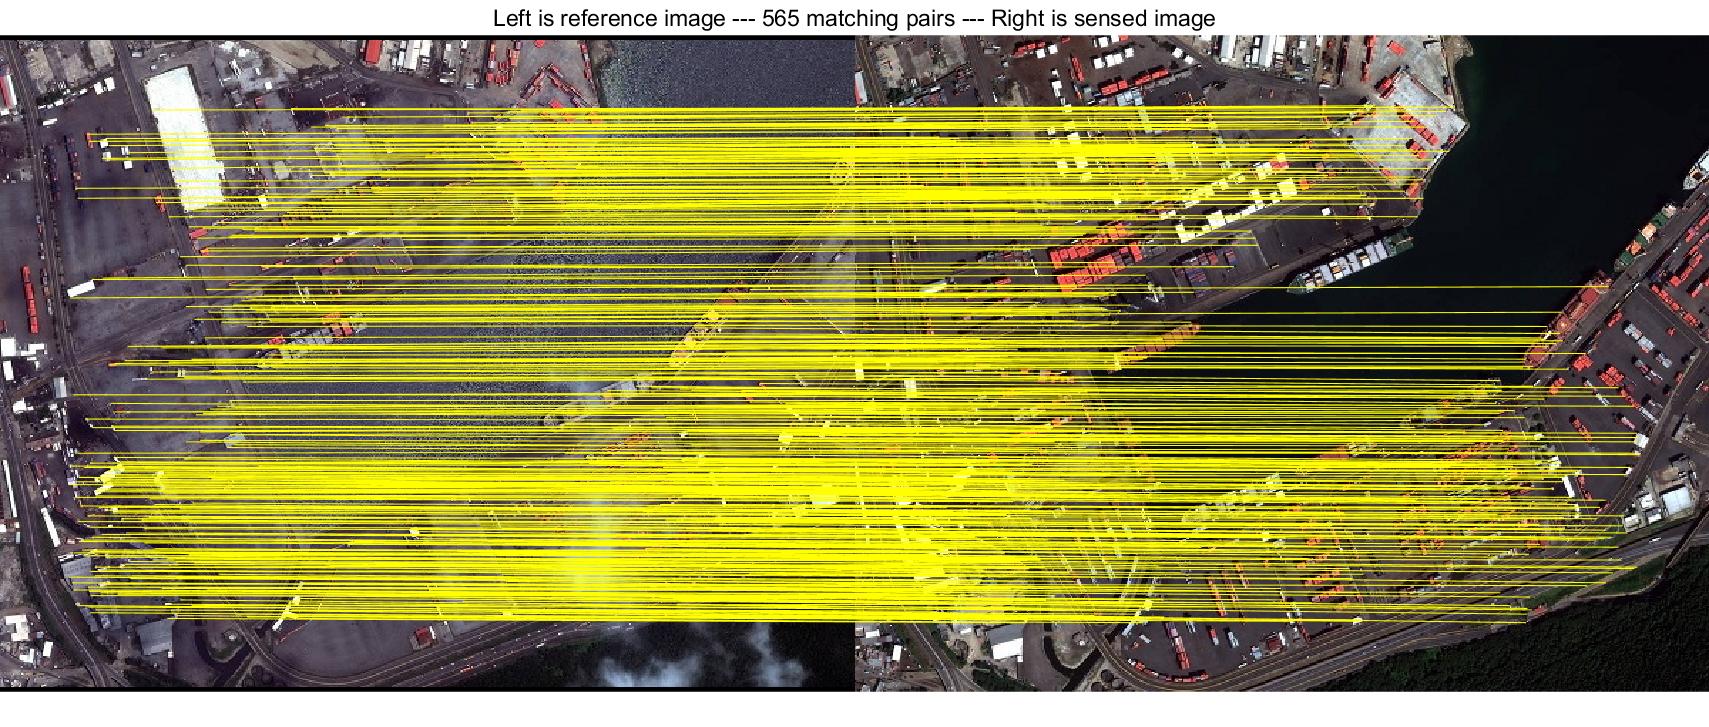 Left is reference image --- 565 matching pairs --- Right is sensed image